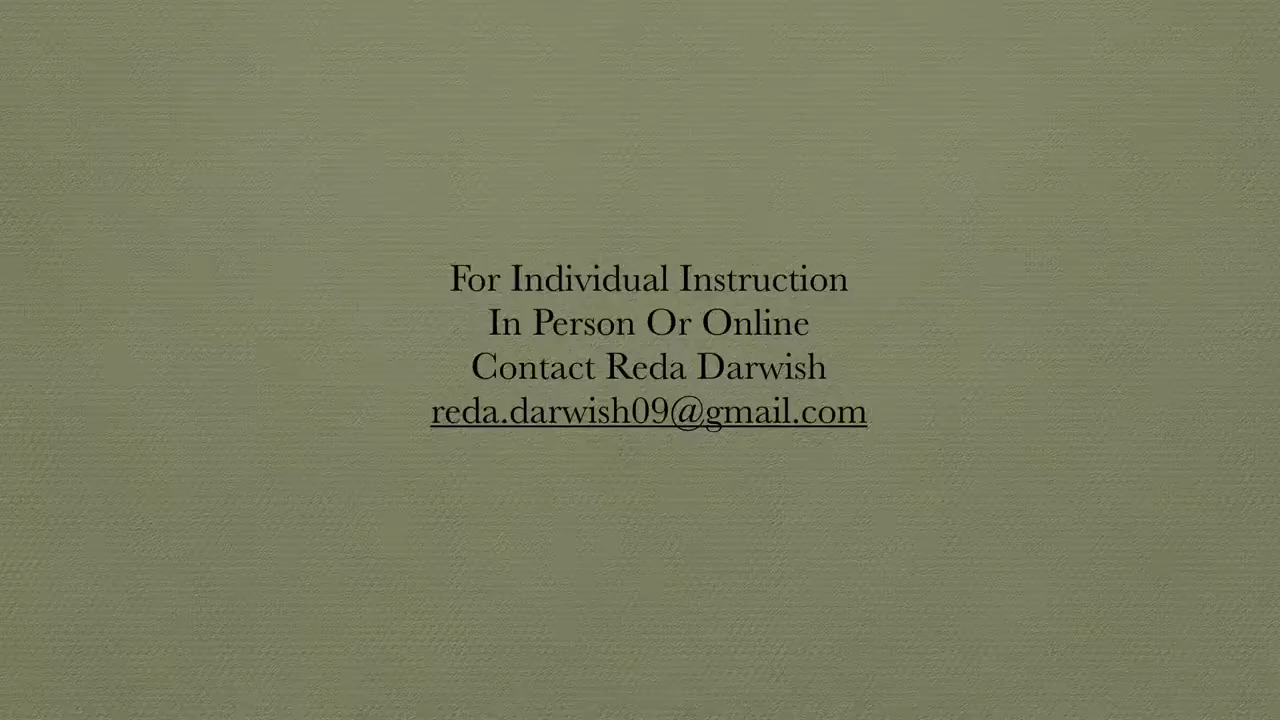 For Individual Instruction
In Person Or Online
Contact Reda Darwish
reda.darwish09@gmail.com